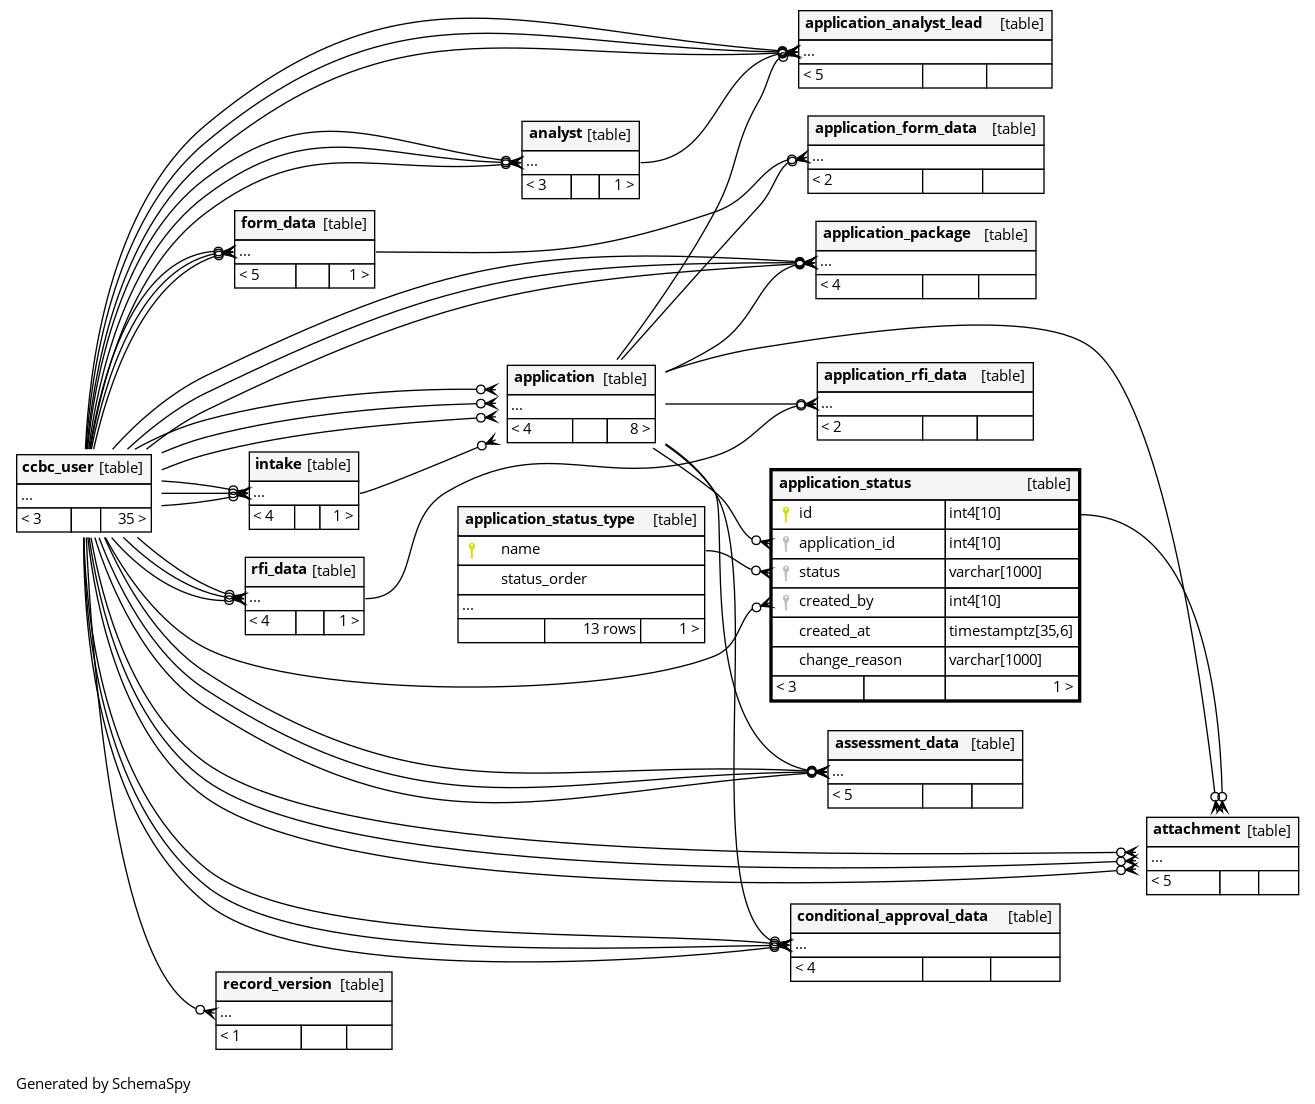 application_analyst_lead [table]
...
< 5
analyst [table]
...
< 3 1 >
application_form_data [table]
...
< 2
form_data [table]
...
< 5 1 >
application_package [table]
...
< 4
application [table]
...
< 4 8 >
application_rfi_data [table]
...
< 2
ccbc_user [table]
...
< 3 35 >
intake [table]
...
< 4 1 >
application_status [table]
id int4[10]
application_id int4[10]
status varchar[1000]
created_by int4[10]
created_at timestamptz[35,6]
change_reason varchar[1000]
< 3 1 >
application_status_type [table]
name
status_order
...
13 rows 1 >
rfi_data [table]
...
< 4 1 >
assessment_data [table]
...
< 5
attachment [table]
...
< 5
conditional_approval_data [table]
...
< 4
record_version [table]
...
< 1
Generated by SchemaSpy